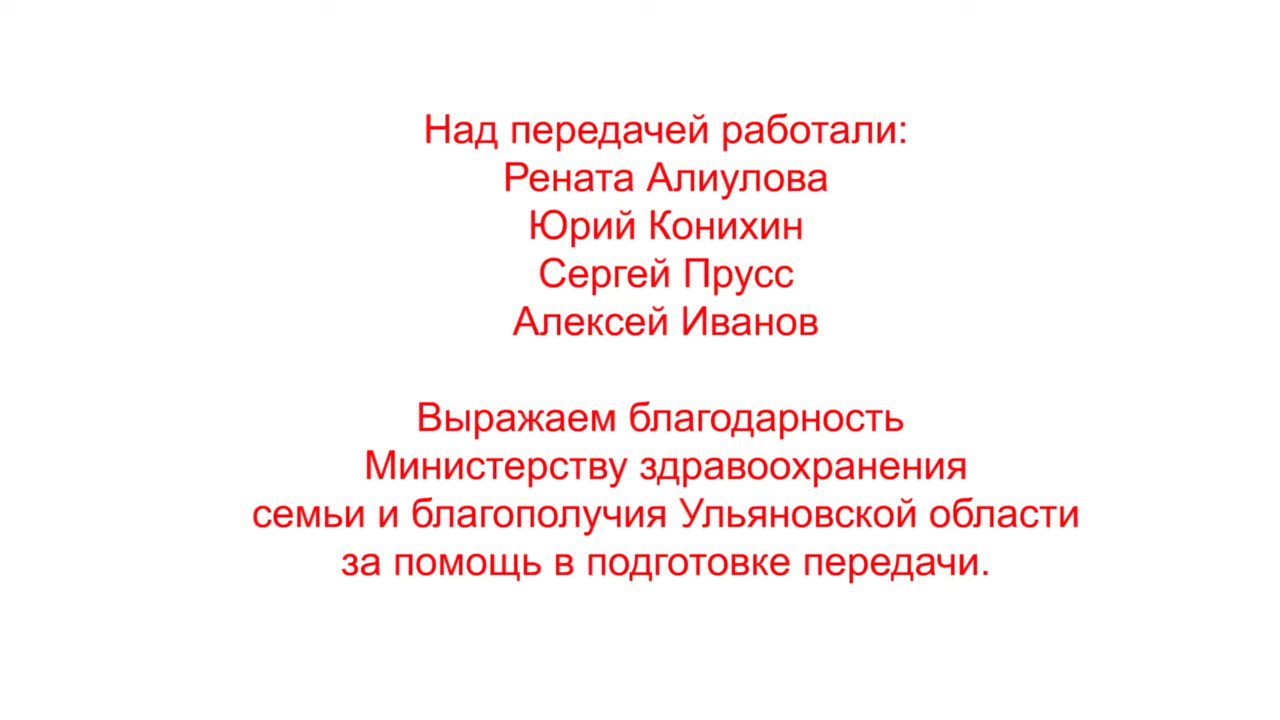 Над передачей работали:
Рената Алиулова
Юрий Конихин
Сергей Прусс
Алексей Иванов
Выражаем благодарность
Министерству здравоохранения
семьи и благополучия Ульяновской области
за помощь в подготовке передачи.